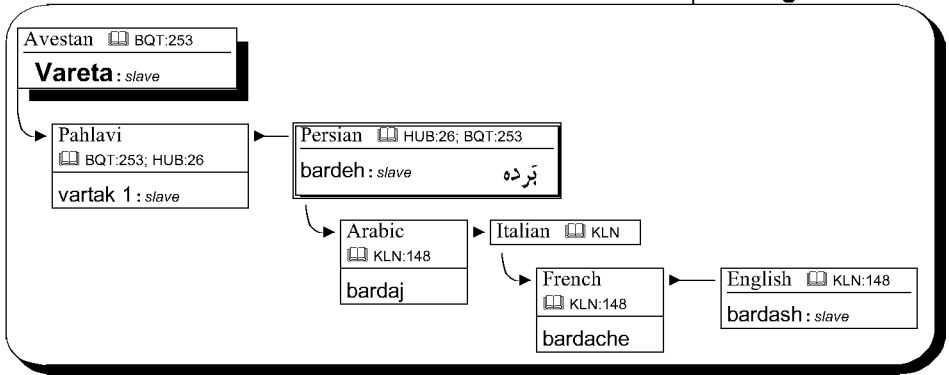 Avestan BQT:253
Vareta : slave
Pahlavi
BQT:253; HUB:26
vartak 1 : slave
Persian HUB:26; BQT:253
bardeh : slave بَرده
Arabic
KLN:148
bardaj
Italian KLN
French
KLN:148
bardache
English KLN:148
bardash : slave